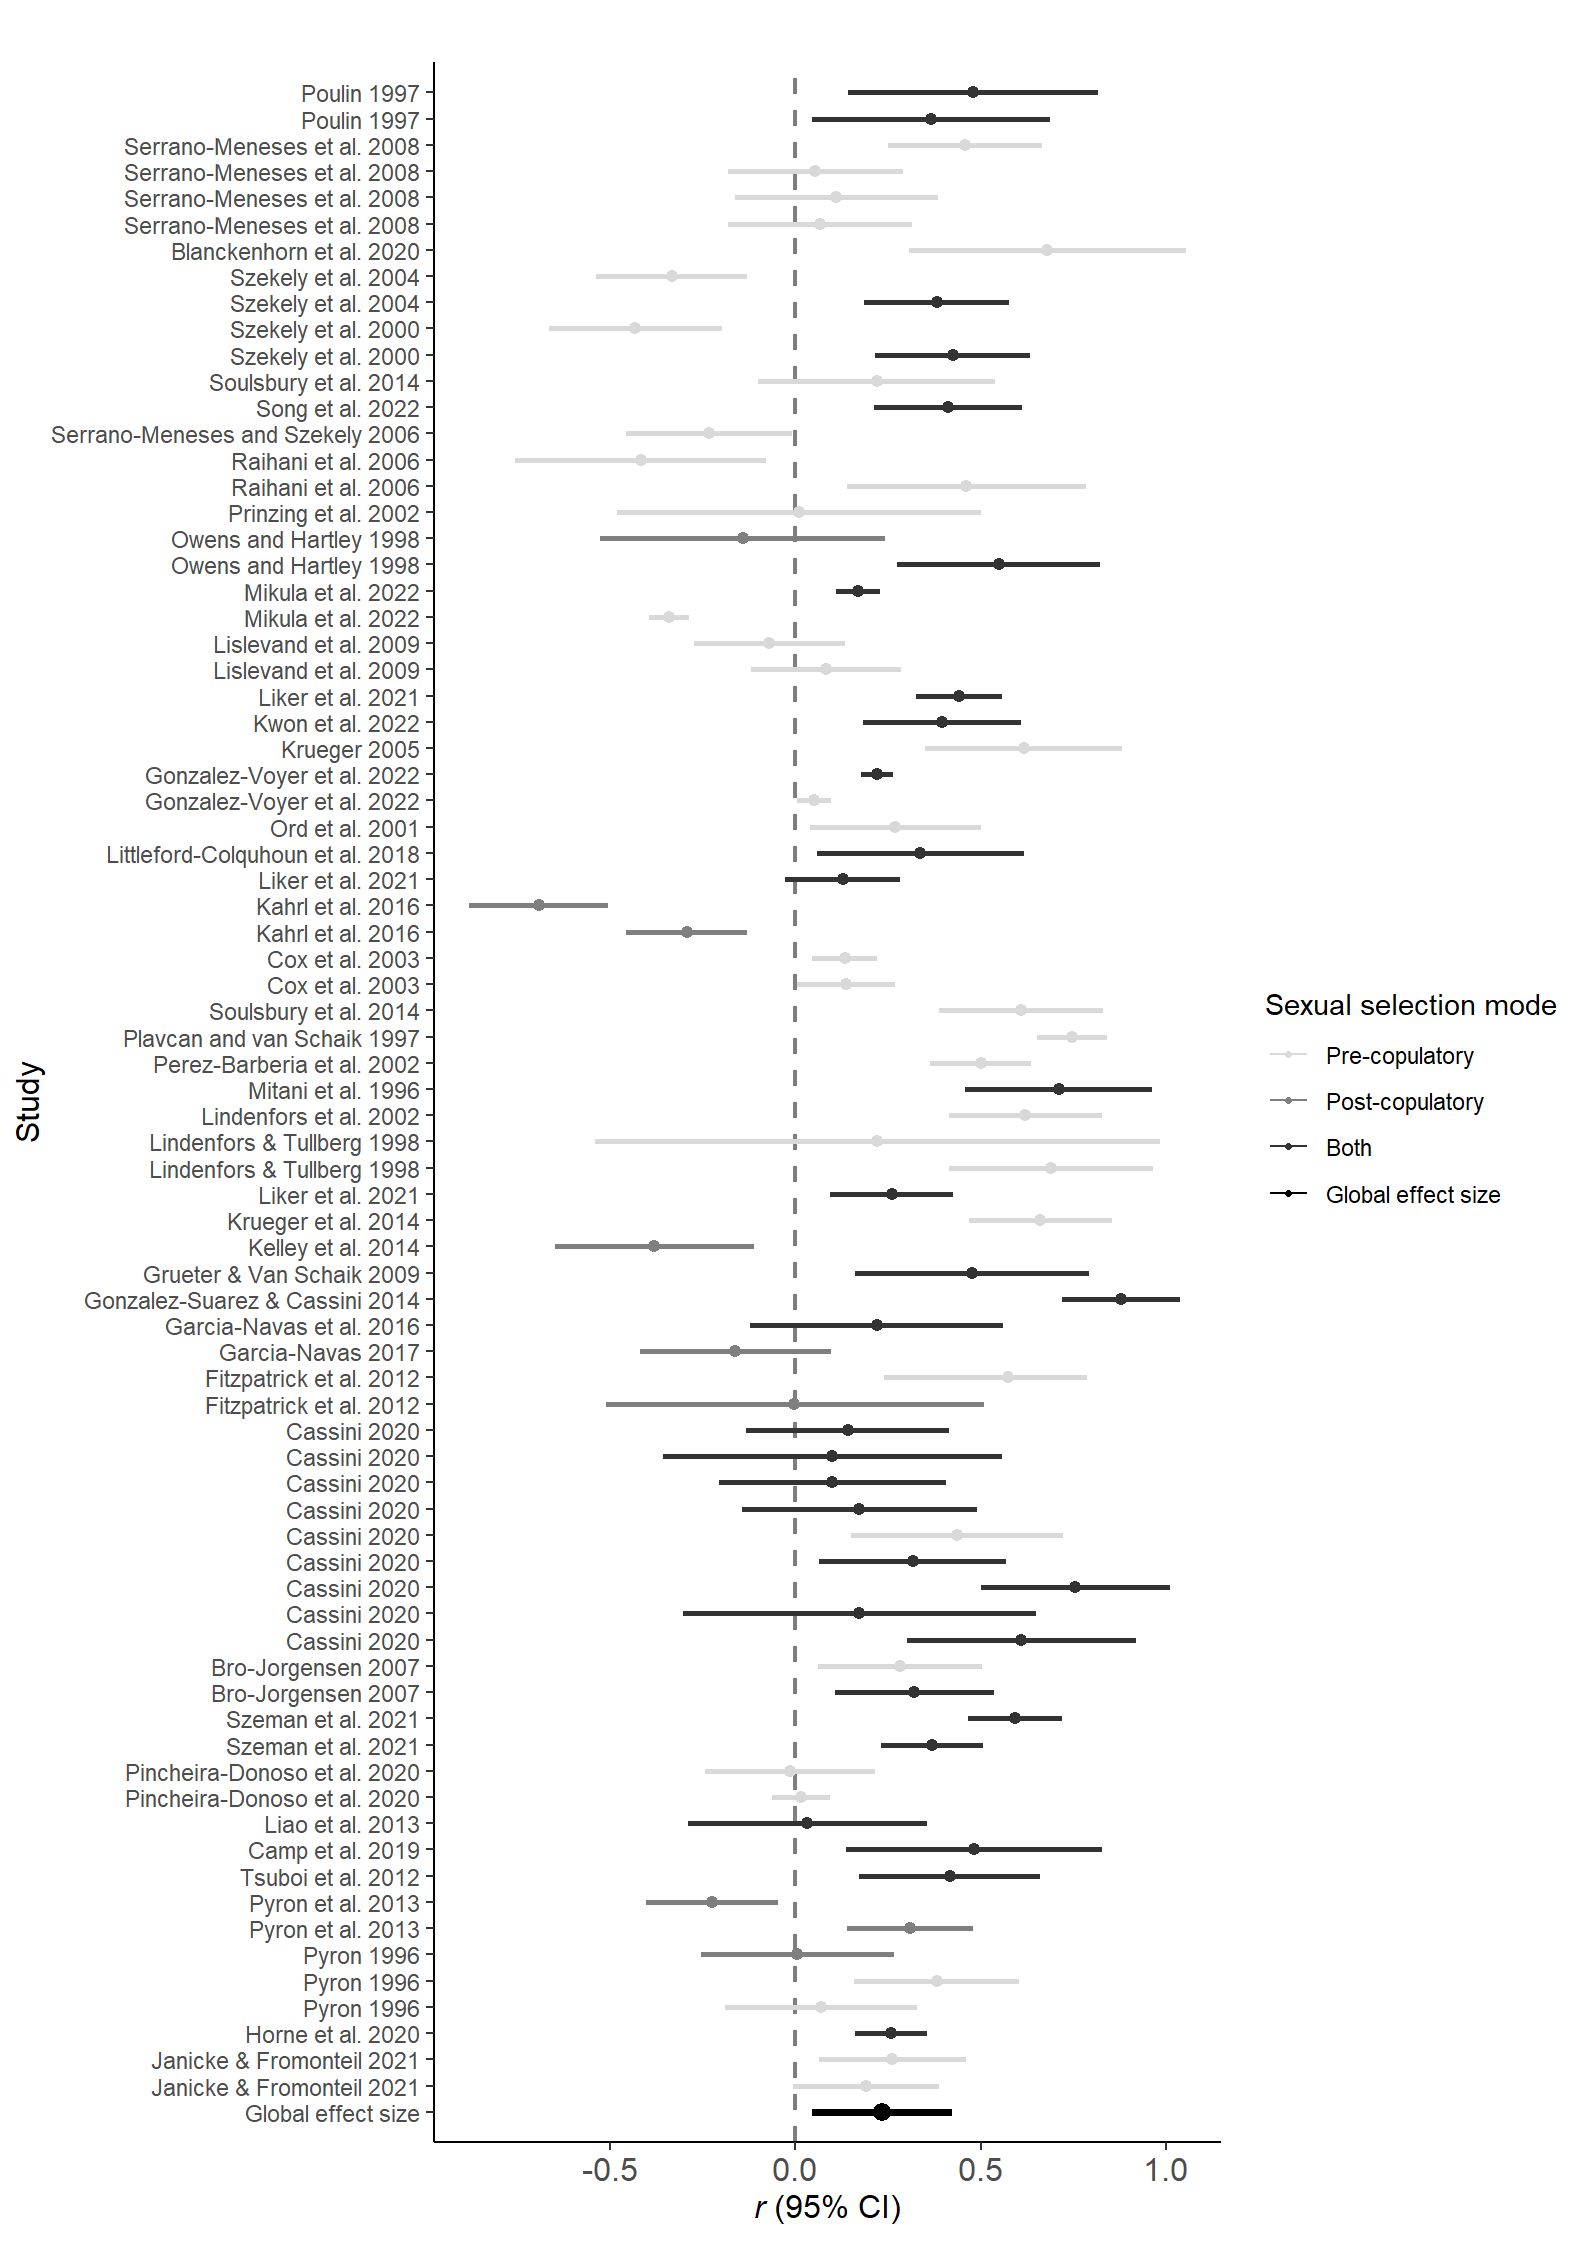 Poulin 1997
Poulin 1997
Serrano-Meneses et al. 2008
Serrano-Meneses et al. 2008
Serrano-Meneses et al. 2008
Serrano-Meneses et al. 2008
Blanckenhorn et al. 2020
Szekely et al. 2004
Szekely et al. 2004
Szekely et al. 2000
Szekely et al. 2000
Soulsbury et al. 2014
Song et al. 2022
Serrano-Meneses and Szekely 2006
Raihani et al. 2006
Raihani et al. 2006
Prinzing et al. 2002
Owens and Hartley 1998
Owens and Hartley 1998
Mikula et al. 2022
Mikula et al. 2022
Lislevand et al. 2009
Lislevand et al. 2009
Liker et al. 2021
Kwon et al. 2022
Krueger 2005
Gonzalez-Voyer et al. 2022
Gonzalez-Voyer et al. 2022
Ord et al. 2001
Littleford-Colquhoun et al. 2018
Liker et al. 2021
Kahrl et al. 2016
Kahrl et al. 2016
Cox et al. 2003
Cox et al. 2003
Soulsbury et al. 2014
Plavcan and van Schaik 1997
Perez-Barberia et al. 2002
Mitani et al. 1996
Lindenfors et al. 2002
Lindenfors & Tullberg 1998
Lindenfors & Tullberg 1998
Liker et al. 2021
Krueger et al. 2014
Kelley et al. 2014
Grueter & Van Schaik 2009
Gonzalez-Suarez & Cassini 2014
Garcia-Navas et al. 2016
Garcia-Navas 2017
Fitzpatrick et al. 2012
Fitzpatrick et al. 2012
Cassini 2020
Cassini 2020
Cassini 2020
Cassini 2020
Cassini 2020
Cassini 2020
Cassini 2020
Cassini 2020
Cassini 2020
Bro-Jorgensen 2007
Bro-Jorgensen 2007
Szeman et al. 2021
Szeman et al. 2021
Pincheira-Donoso et al. 2020
Pincheira-Donoso et al. 2020
Liao et al. 2013
Camp et al. 2019
Tsuboi et al. 2012
Pyron et al. 2013
Pyron et al. 2013
Pyron 1996
Pyron 1996
Pyron 1996
Horne et al. 2020
Janicke & Fromonteil 2021
Janicke & Fromonteil 2021
Global effect size
Study
-0.5 0.0 0.5 1.0
r (95% CI)
Sexual selection mode
Pre-copulatory
Post-copulatory
Both
Global effect size